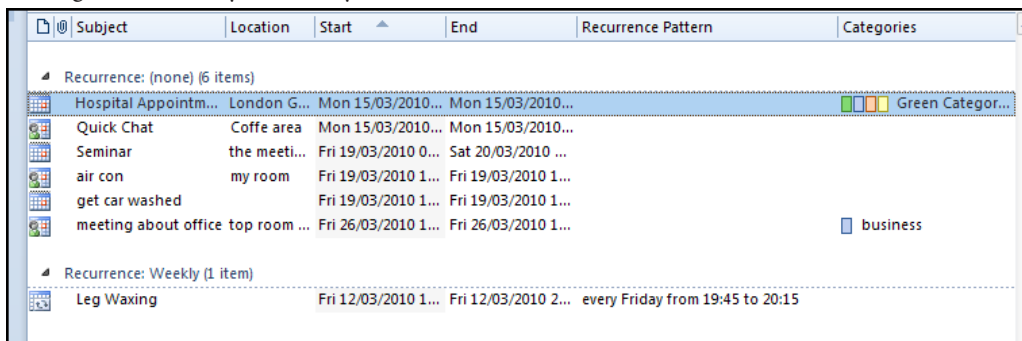 Subject Location Start End Recurrence Pattern Categories
Recurrence: (none) (6 items)
Hospital Appointm... London G... Mon 15/03/2010... Mon 15/03/2010... Green Categor...
Quick Chat Coffe area Mon 15/03/2010... Mon 15/03/2010...
Seminar the meeti... Fri 19/03/2010 0... Sat 20/03/2010 ...
air con my room Fri 19/03/2010 1... Fri 19/03/2010 1...
get car washed Fri 19/03/2010 1... Fri 19/03/2010 1...
meeting about office top room ... Fri 26/03/2010 1... Fri 26/03/2010 1... business
Recurrence: Weekly (1 item)
Leg Waxing Fri 12/03/2010 1... Fri 12/03/2010 2... every Friday from 19:45 to 20:15